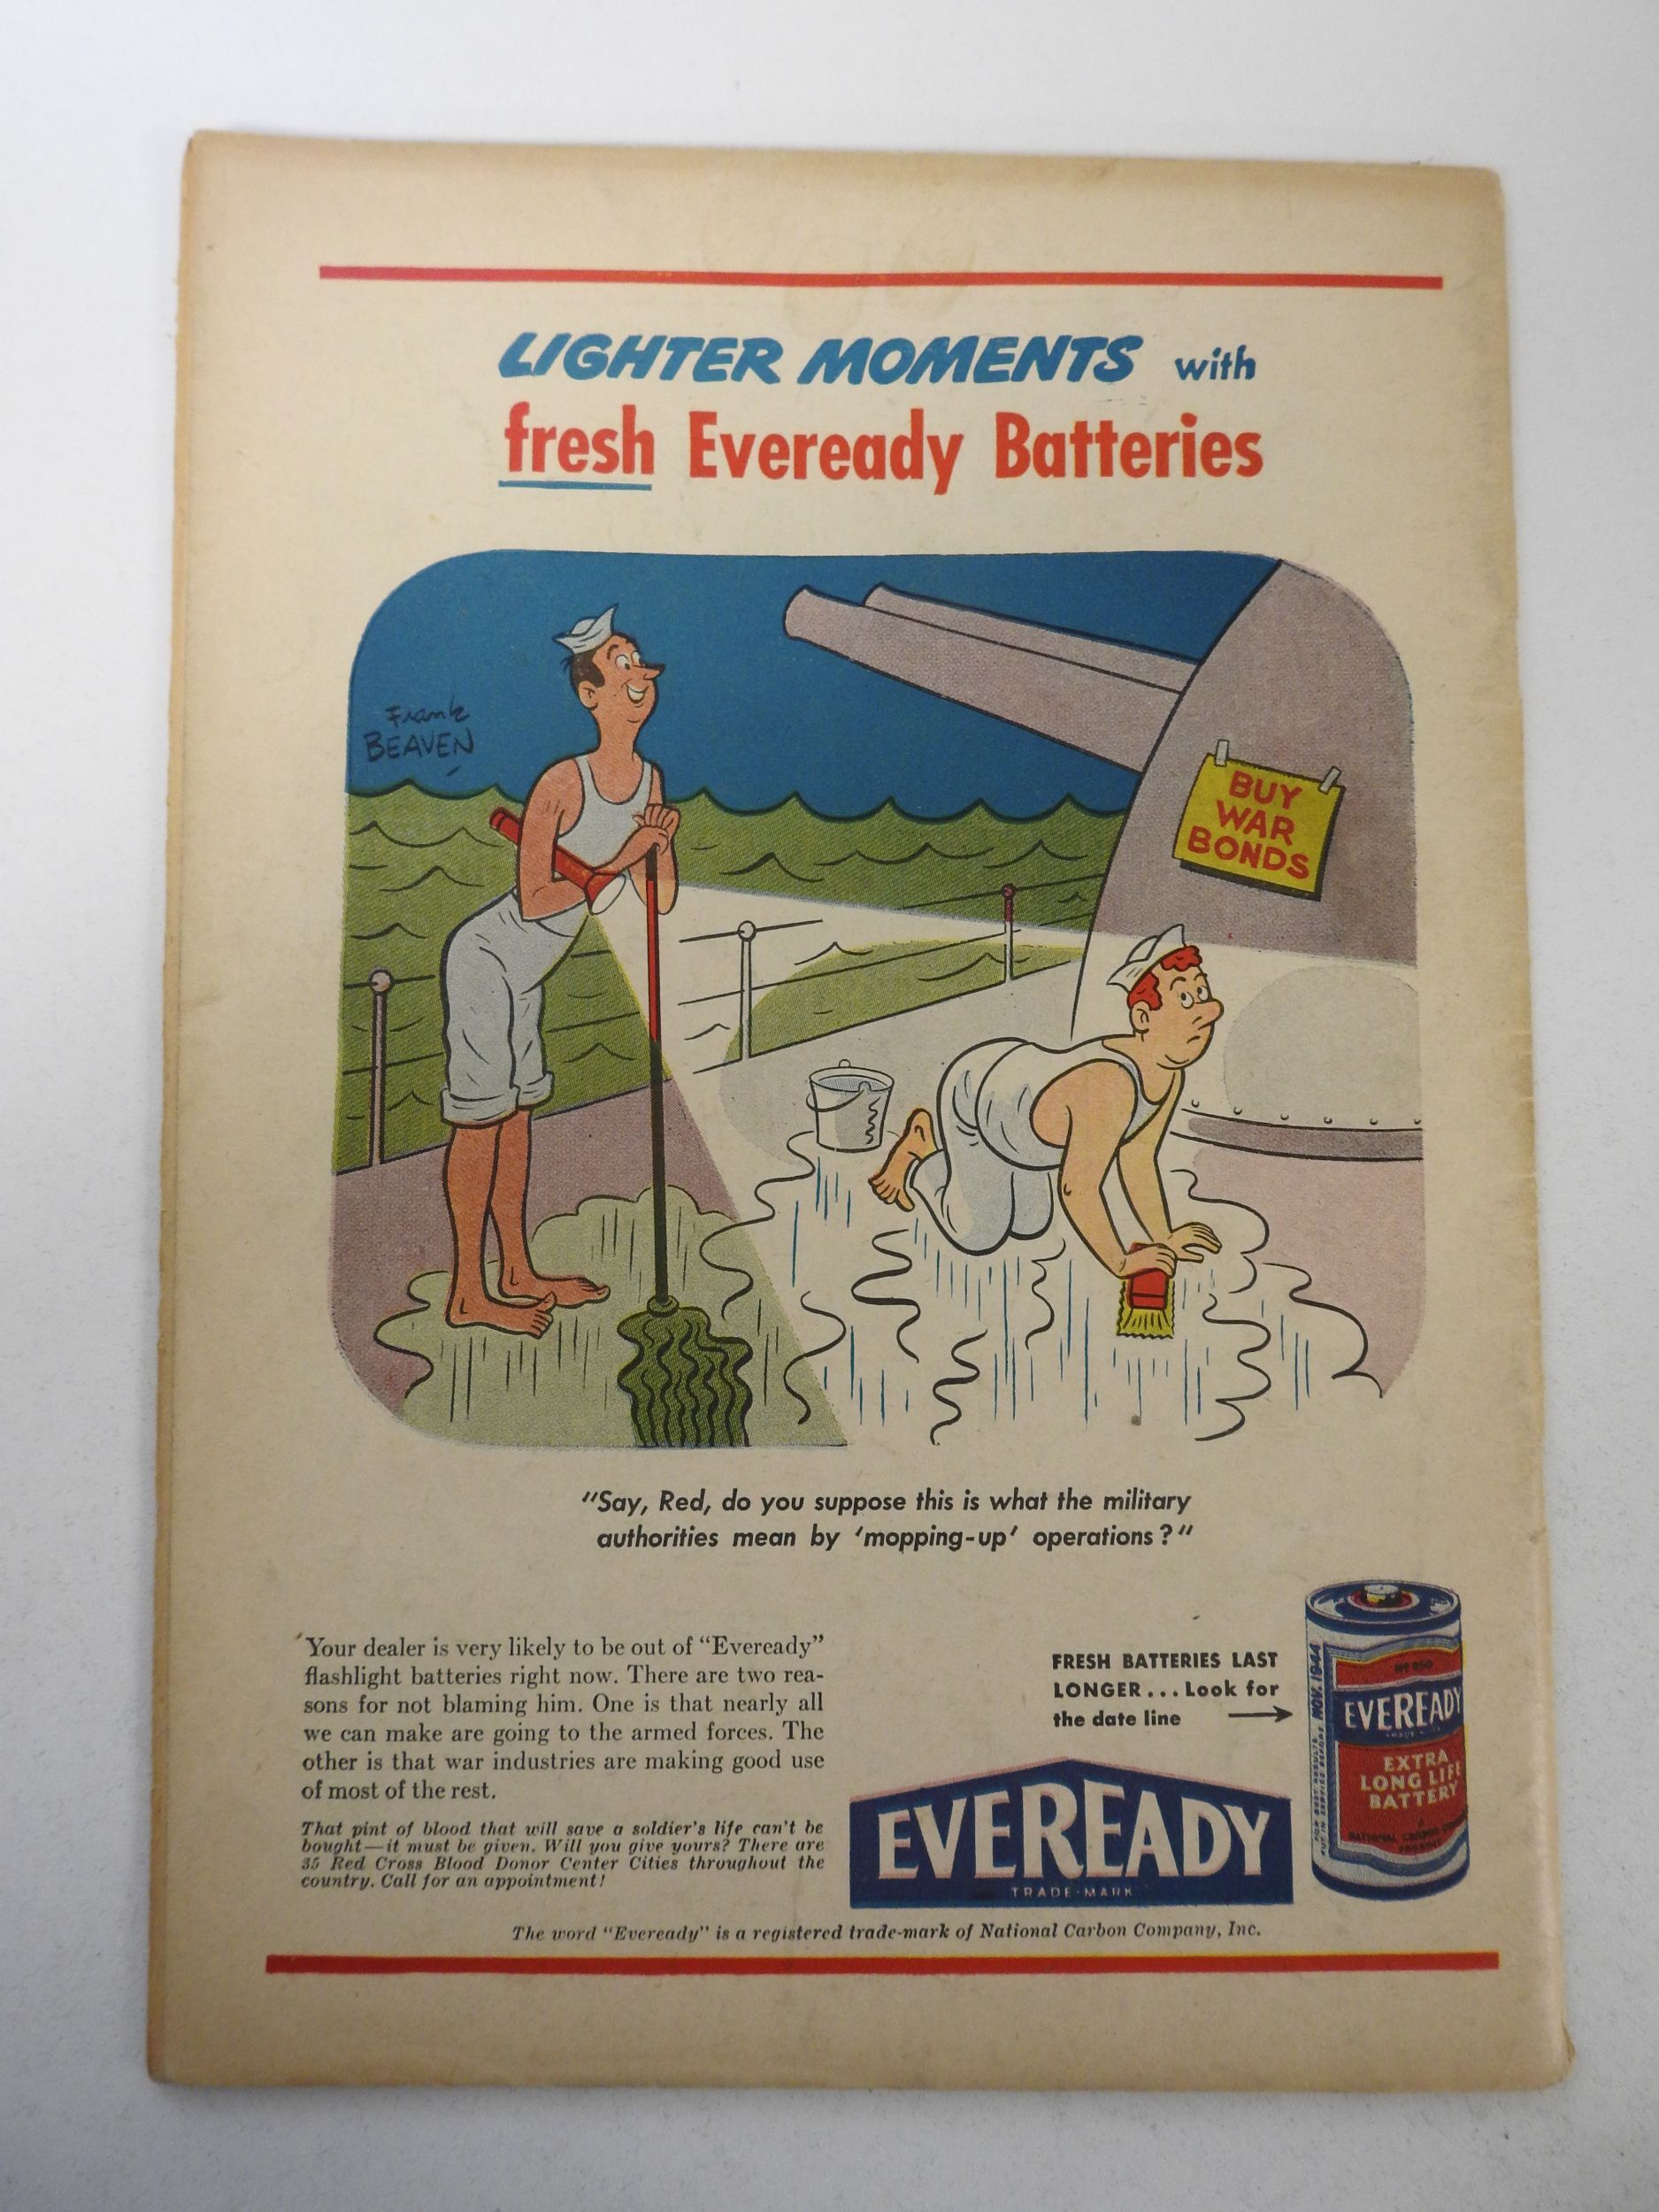 LIGHTER MOMENTS with
fresh Eveready Batteries
Frank
BEAVEN
BUY
WAR
BONDS
"Say, Red, do you suppose this is what the military
authorities mean by 'mopping-up' operations?"
Your dealer is very likely to be out of "Eveready"
flashlight batteries right now. There are two rea-
sons for not blaming him. One is that nearly all
we can make are going to the armed forces. The
other is that war industries are making good use
of most of the rest.
That pint of blood that will save a soldier's life can't be
bought—it must be given. Will you give yours? There are
35 Red Cross Blood Donor Center Cities throughout the
country. Call for an appointment!
FRESH BATTERIES LAST
LONGER... Look for
the date line
NOV. 1944
EVEREADY
EXTRA
LONG LIFE
BATTERY
NATIONAL CARBON
EVEREADY
TRADE-MARK
The word "Eveready" is a registered trade-mark of National Carbon Company, Inc.